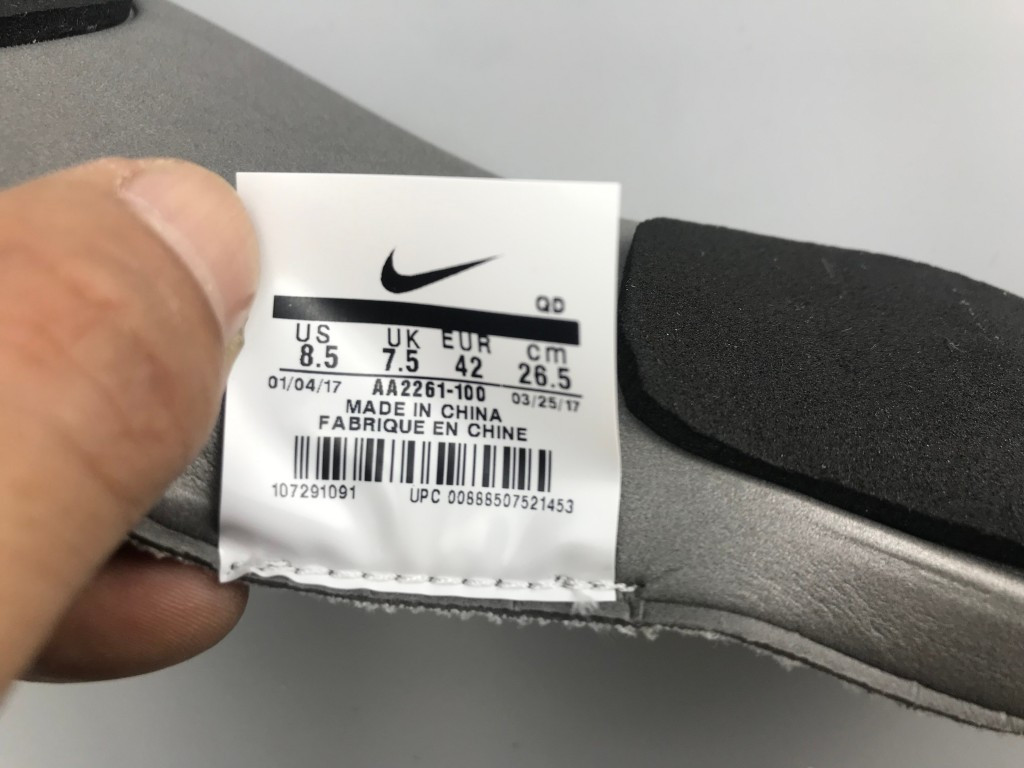 QD
US UK EUR cm
8.5 7.5 42 26.5
01/04/17 AA2261-100 03/25/17
MADE IN CHINA
FABRIQUE EN CHINE
107291091 UPC 00888507521453